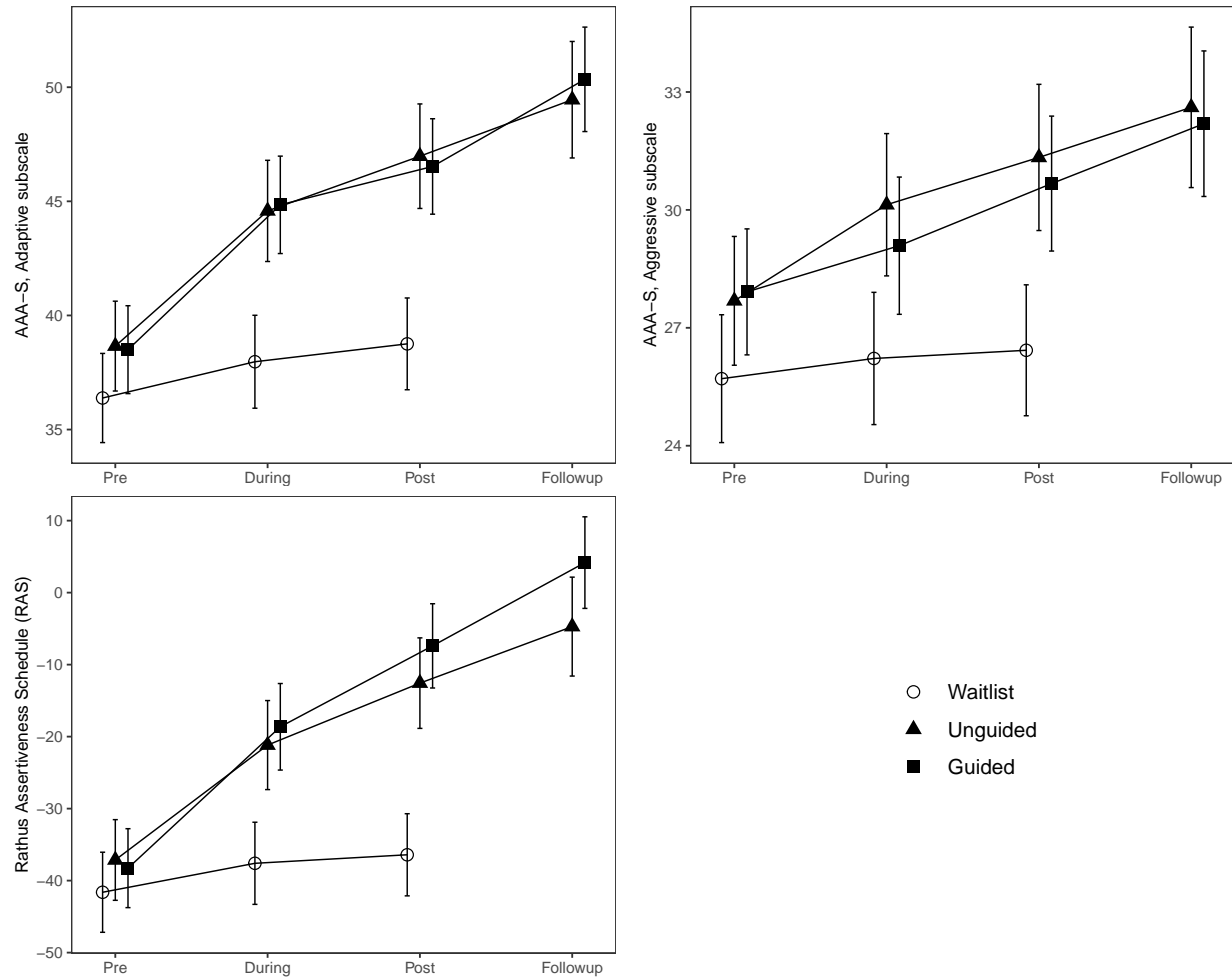 AAA−S, Adaptive subscale
50
45
40
35
Pre During Post Followup
AAA−S, Aggressive subscale
33
30
27
24
Pre During Post Followup
Rathus Assertiveness Schedule (RAS)
10
0
−10
−20
−30
−40
−50
Pre During Post Followup
Waitlist
Unguided
Guided